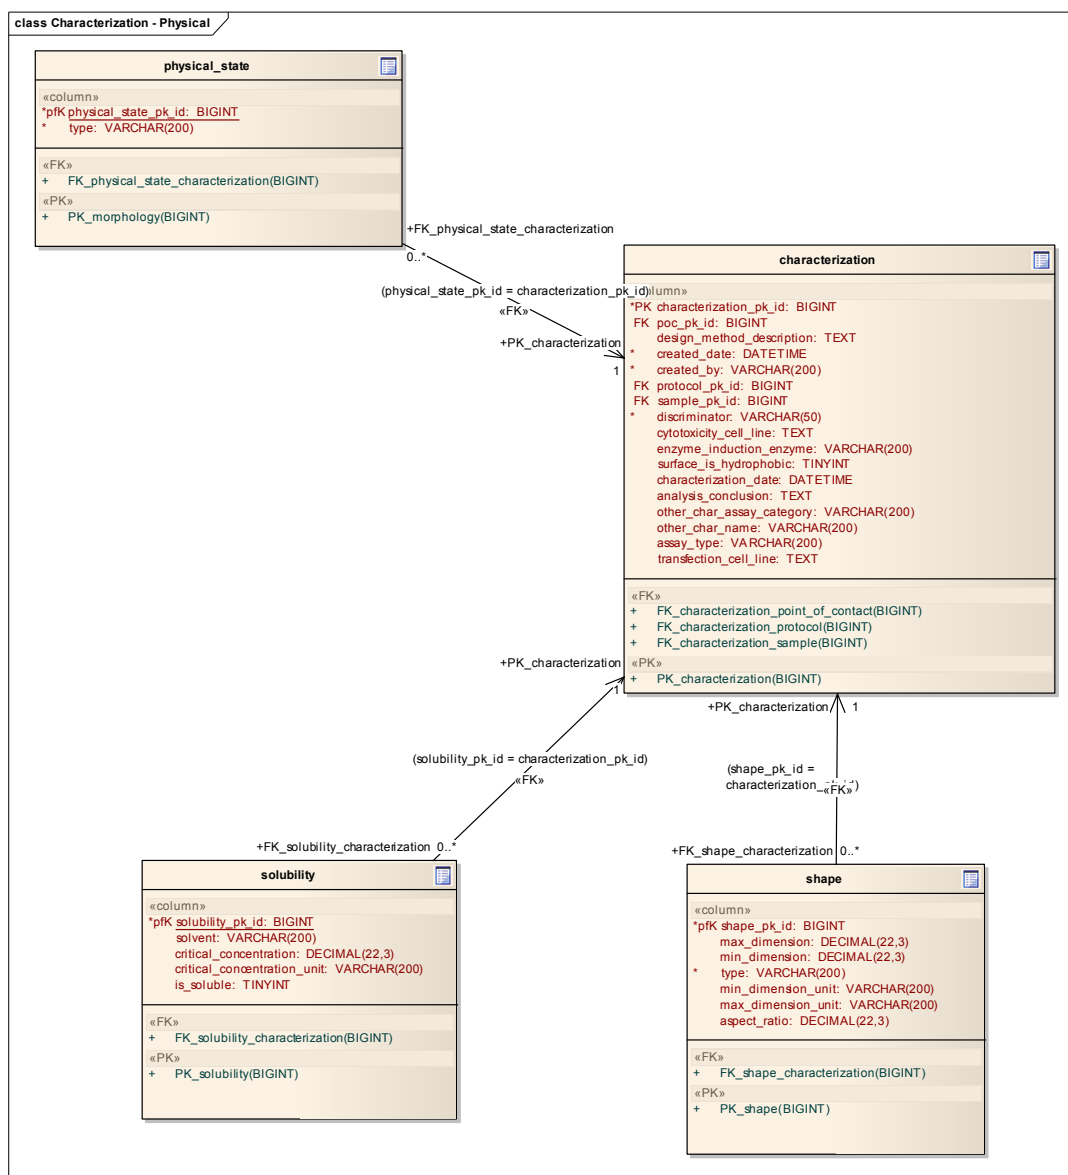 class Characterization - Physical
physical_state
«column»
*pfK physical_state_pk_id: BIGINT
* type: VARCHAR(200)
«FK»
+ FK_physical_state_characterization(BIGINT)
«PK»
+ PK_morphology(BIGINT)
+FK_physical_state_characterization
0..*
(physical_state_pk_id = characterization_pk_id)
«FK»
+PK_characterization
1
characterization
*PK characterization_pk_id: BIGINT
FK poc_pk_id: BIGINT
design_method_description: TEXT
* created_date: DATETIME
* created_by: VARCHAR(200)
FK protocol_pk_id: BIGINT
FK sample_pk_id: BIGINT
* discriminator: VARCHAR(50)
cytotoxicity_cell_line: TEXT
enzyme_induction_enzyme: VARCHAR(200)
surface_is_hydrophobic: TINYINT
characterization_date: DATETIME
analysis_conclusion: TEXT
other_char_assay_category: VARCHAR(200)
other_char_name: VARCHAR(200)
assay_type: VARCHAR(200)
transfection_cell_line: TEXT
«FK»
+ FK_characterization_point_of_contact(BIGINT)
+ FK_characterization_protocol(BIGINT)
+ FK_characterization_sample(BIGINT)
«PK»
+ PK_characterization(BIGINT)
+PK_characterization
1
(solubility_pk_id = characterization_pk_id)
«FK»
+FK_solubility_characterization 0..*
+PK_characterization 1
(shape_pk_id =
«FK»
+FK_shape_characterization 0..*
solubility
«column»
*pfK solubility_pk_id: BIGINT
solvent: VARCHAR(200)
critical_concentration: DECIMAL(22,3)
critical_concentration_unit: VARCHAR(200)
is_soluble: TINYINT
«FK»
+ FK_solubility_characterization(BIGINT)
«PK»
+ PK_solubility(BIGINT)
shape
«column»
*pfK shape_pk_id: BIGINT
max_dimension: DECIMAL(22,3)
min_dimension: DECIMAL(22,3)
* type: VARCHAR(200)
min_dimension_unit: VARCHAR(200)
max_dimension_unit: VARCHAR(200)
aspect_ratio: DECIMAL(22,3)
«FK»
+ FK_shape_characterization(BIGINT)
«PK»
+ PK_shape(BIGINT)